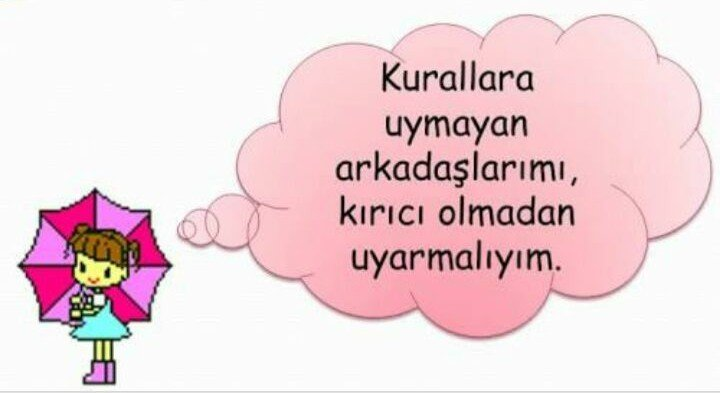 Kurallara
uymayan
arkadaşlarımı,
kırıcı olmadan
uyarmalıyım.